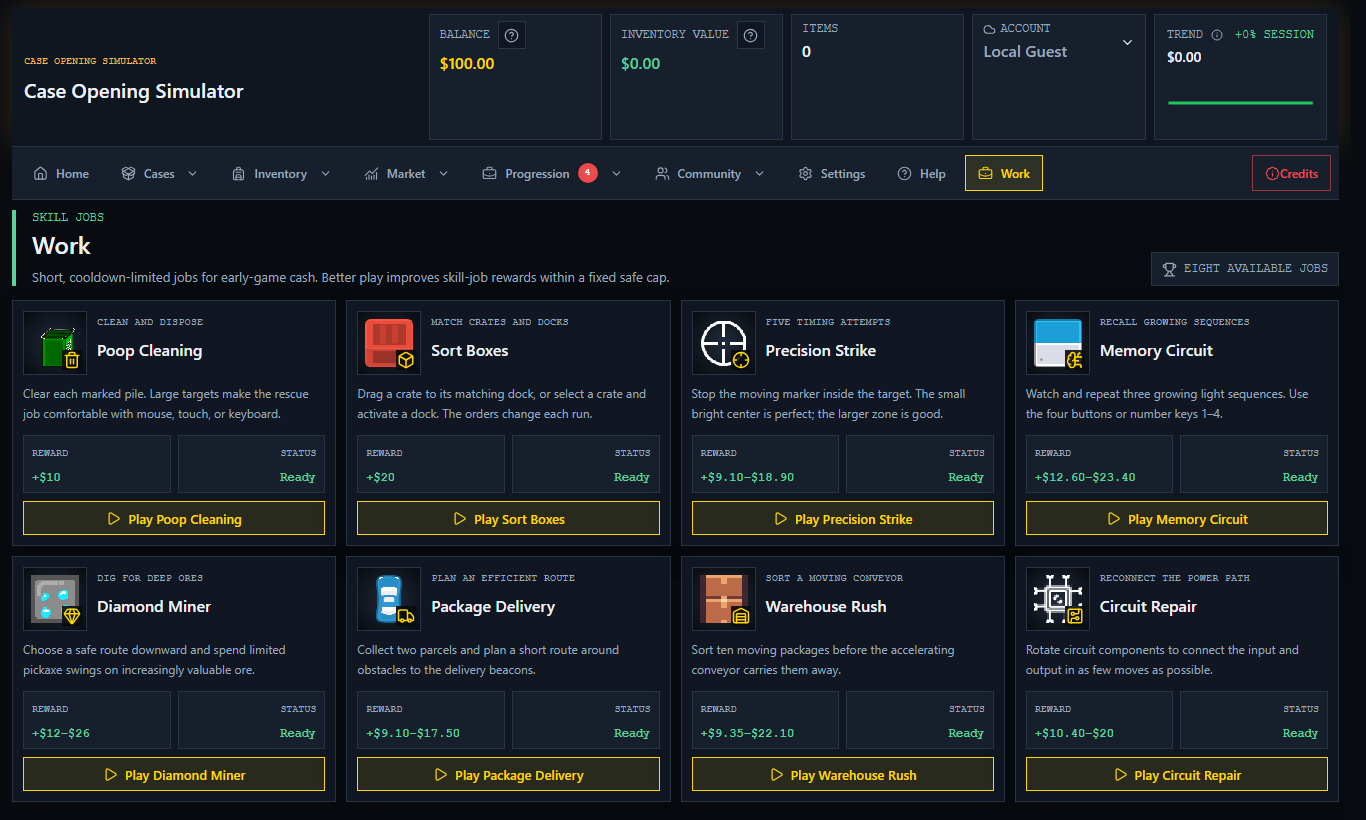 CASE OPENING SIMULATOR
Case Opening Simulator
BALANCE
$100.00
INVENTORY VALUE
$0.00
ITEMS
0
ACCOUNT
Local Guest
TREND +0% SESSION
$0.00
Home Cases Inventory Market Progression 4 Community Settings Help Work Credits
SKILL JOBS
Work
Short, cooldown-limited jobs for early-game cash. Better play improves skill-job rewards within a fixed safe cap.
EIGHT AVAILABLE JOBS
CLEAN AND DISPOSE
Poop Cleaning
Clear each marked pile. Large targets make the rescue
job comfortable with mouse, touch, or keyboard.
REWARD STATUS
+$10 Ready
Play Poop Cleaning
MATCH CRATES AND DOCKS
Sort Boxes
Drag a crate to its matching dock, or select a crate and
activate a dock. The orders change each run.
REWARD STATUS
+$20 Ready
Play Sort Boxes
FIVE TIMING ATTEMPTS
Precision Strike
Stop the moving marker inside the target. The small
bright center is perfect; the larger zone is good.
REWARD STATUS
+$9.10–$18.90 Ready
Play Precision Strike
RECALL GROWING SEQUENCES
Memory Circuit
Watch and repeat three growing light sequences. Use
the four buttons or number keys 1–4.
REWARD STATUS
+$12.60–$23.40 Ready
Play Memory Circuit
DIG FOR DEEP ORES
Diamond Miner
Choose a safe route downward and spend limited
pickaxe swings on increasingly valuable ore.
REWARD STATUS
+$12–$26 Ready
Play Diamond Miner
PLAN AN EFFICIENT ROUTE
Package Delivery
Collect two parcels and plan a short route around
obstacles to the delivery beacons.
REWARD STATUS
+$9.10–$17.50 Ready
Play Package Delivery
SORT A MOVING CONVEYOR
Warehouse Rush
Sort ten moving packages before the accelerating
conveyor carries them away.
REWARD STATUS
+$9.35–$22.10 Ready
Play Warehouse Rush
RECONNECT THE POWER PATH
Circuit Repair
Rotate circuit components to connect the input and
output in as few moves as possible.
REWARD STATUS
+$10.40–$20 Ready
Play Circuit Repair